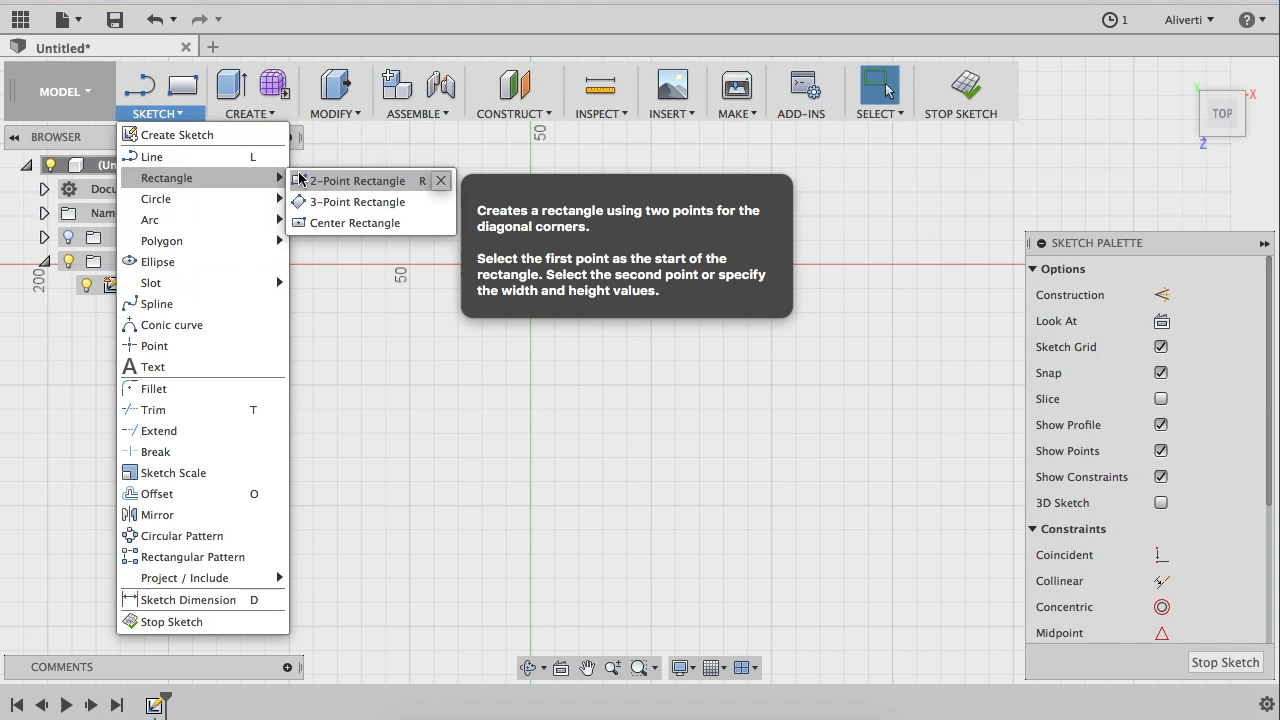 1
Aliverti
Untitled*
MODEL
SKETCH
CREATE
MODIFY
ASSEMBLE
CONSTRUCT
INSPECT
INSERT
MAKE
ADD-INS
SELECT
STOP SKETCH
TOP
X
Y
Z
BROWSER
(Un
Docu
Nam
200
50
50
Create Sketch
Line L
Rectangle
Circle
Arc
Polygon
Ellipse
Slot
Spline
Conic curve
Point
Text
Fillet
Trim T
Extend
Break
Sketch Scale
Offset O
Mirror
Circular Pattern
Rectangular Pattern
Project / Include
Sketch Dimension D
Stop Sketch
2-Point Rectangle R
3-Point Rectangle
Center Rectangle
Creates a rectangle using two points for the
diagonal corners.
Select the first point as the start of the
rectangle. Select the second point or specify
the width and height values.
SKETCH PALETTE
Options
Construction
Look At
Sketch Grid
Snap
Slice
Show Profile
Show Points
Show Constraints
3D Sketch
Constraints
Coincident
Collinear
Concentric
Midpoint
Stop Sketch
COMMENTS